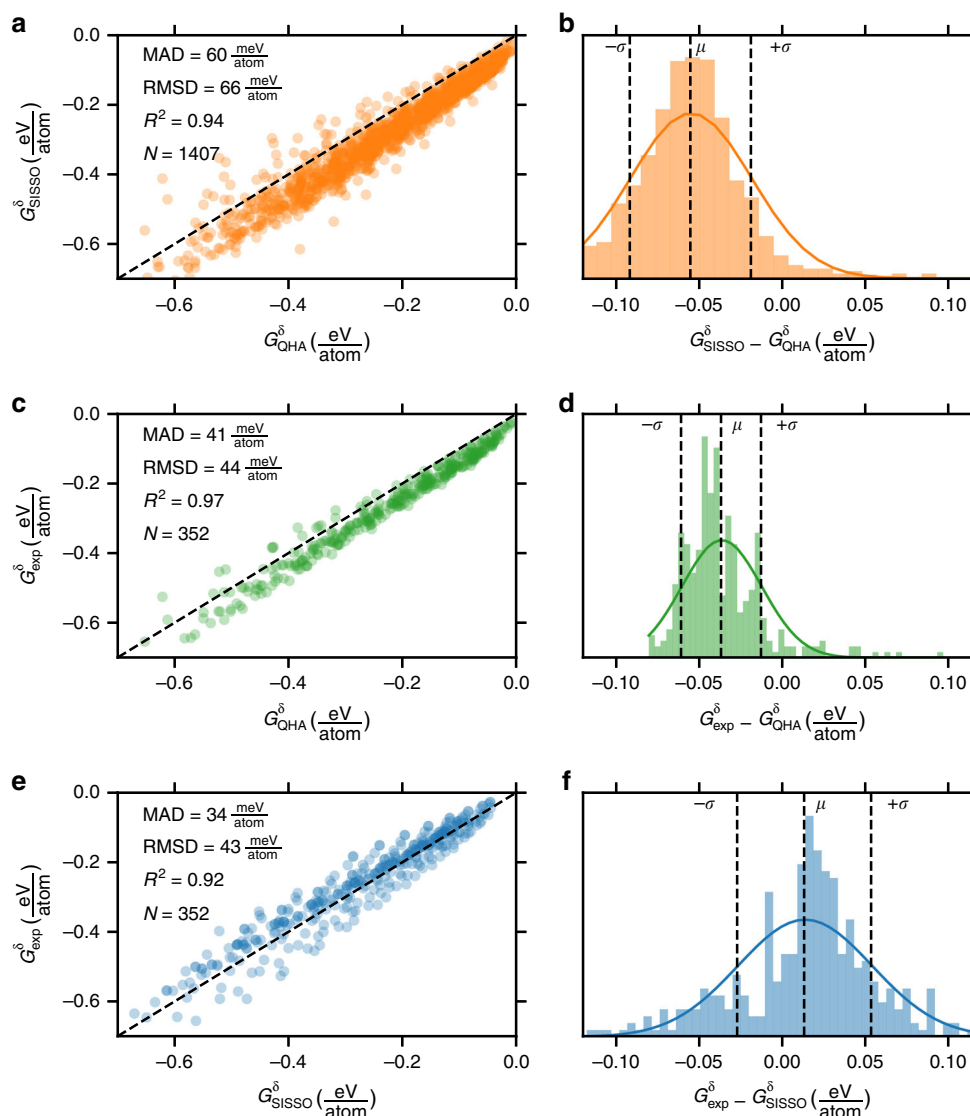 a
MAD = 60 meV/atom
RMSD = 66 meV/atom
R² = 0.94
N = 1407
0.0
−0.2
−0.4
−0.6
G^δ_SISSO (eV/atom)
−0.6 −0.4 −0.2 0.0
G^δ_QHA (eV/atom)
b
−σ μ +σ
−0.10 −0.05 0.00 0.05 0.10
G^δ_SISSO − G^δ_QHA (eV/atom)
c
MAD = 41 meV/atom
RMSD = 44 meV/atom
R² = 0.97
N = 352
0.0
−0.2
−0.4
−0.6
G^δ_exp (eV/atom)
−0.6 −0.4 −0.2 0.0
G^δ_QHA (eV/atom)
d
−σ μ +σ
−0.10 −0.05 0.00 0.05 0.10
G^δ_exp − G^δ_QHA (eV/atom)
e
MAD = 34 meV/atom
RMSD = 43 meV/atom
R² = 0.92
N = 352
0.0
−0.2
−0.4
−0.6
G^δ_exp (eV/atom)
−0.6 −0.4 −0.2 0.0
G^δ_SISSO (eV/atom)
f
−σ μ +σ
−0.10 −0.05 0.00 0.05 0.10
G^δ_exp − G^δ_SISSO (eV/atom)